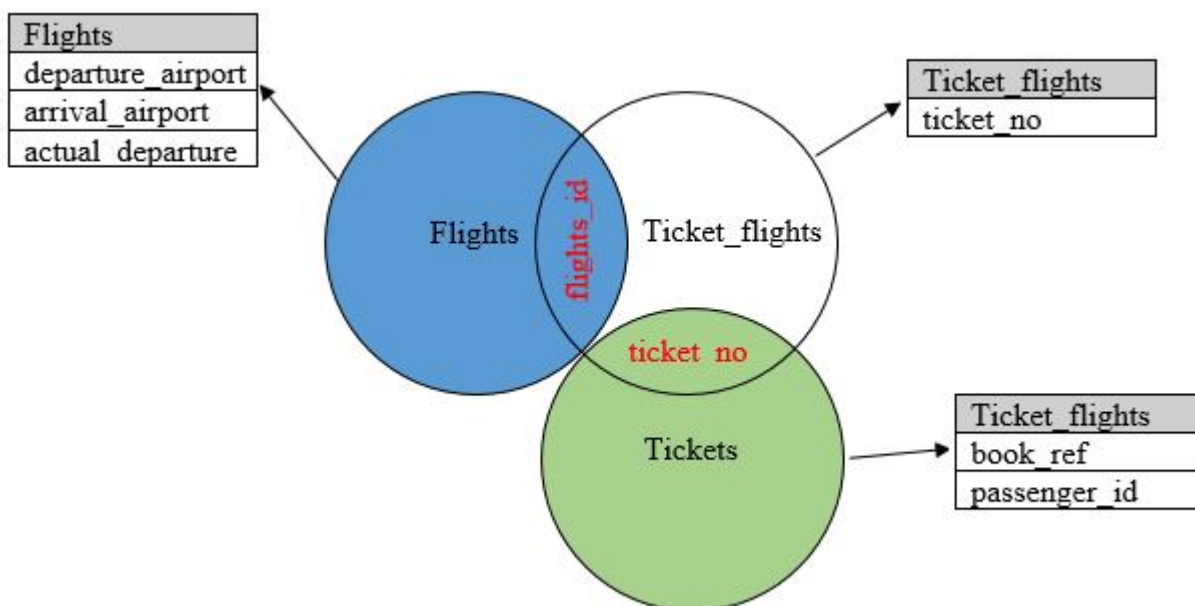 Flights
departure_airport
arrival_airport
actual_departure
Ticket_flights
ticket_no
Flights
flights_id
Ticket_flights
ticket_no
Tickets
Ticket_flights
book_ref
passenger_id